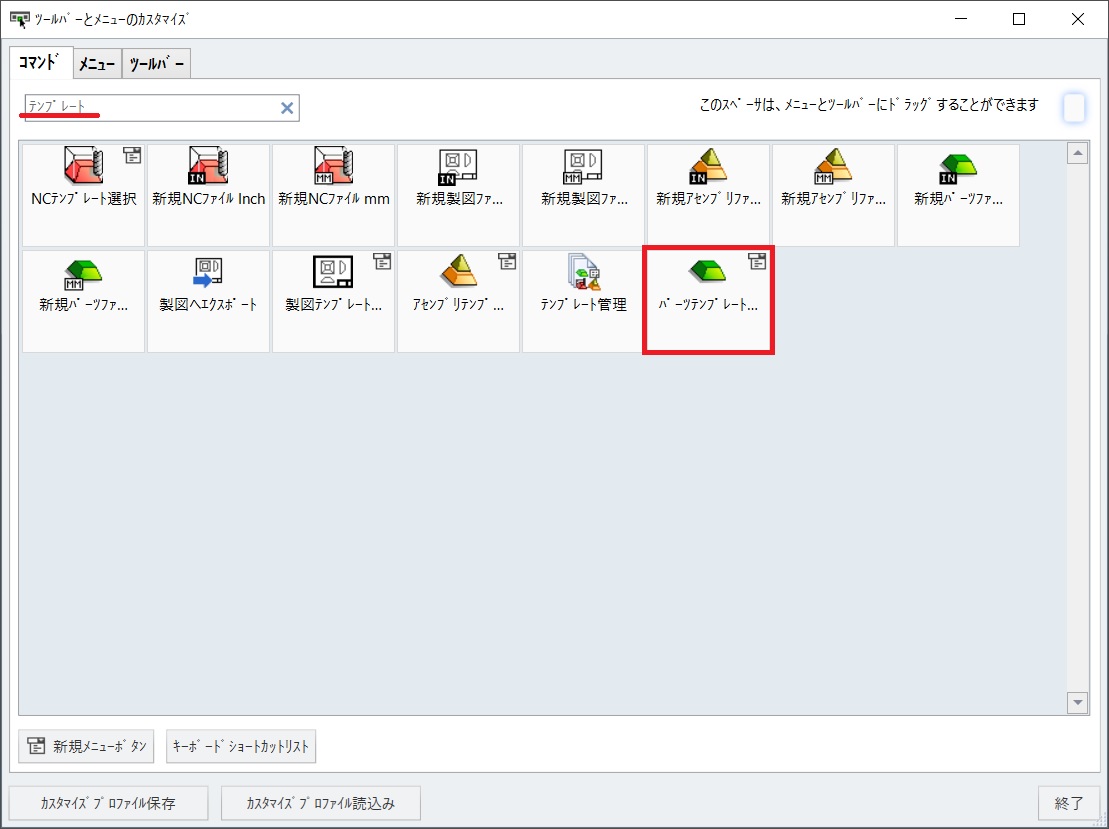 ﾂｰﾙﾊﾞｰとﾒﾆｭｰのｶｽﾀﾏｲｽﾞ
ｺﾏﾝﾄﾞ ﾒﾆｭｰ ﾂｰﾙﾊﾞｰ
ﾃﾝﾌﾟﾚｰﾄ
このｽﾍﾟｰｻは、ﾒﾆｭｰとﾂｰﾙﾊﾞｰにﾄﾞﾗｯｸﾞすることができます
IN MM IN MM IN MM IN
NCﾃﾝﾌﾟﾚｰﾄ選択 新規NCﾌｧｲﾙ Inch 新規NCﾌｧｲﾙ mm 新規製図ﾌｧ... 新規製図ﾌｧ... 新規ｱｾﾝﾌﾞﾘﾌｧ... 新規ｱｾﾝﾌﾞﾘﾌｧ... 新規ﾊﾟｰﾂﾌｧ...
MM
新規ﾊﾟｰﾂﾌｧ... 製図へｴｸｽﾎﾟｰﾄ 製図ﾃﾝﾌﾟﾚｰﾄ... ｱｾﾝﾌﾞﾘﾃﾝﾌﾟ... ﾃﾝﾌﾟﾚｰﾄ管理 ﾊﾟｰﾂﾃﾝﾌﾟﾚｰﾄ...
新規ﾒﾆｭｰﾎﾞﾀﾝ ｷｰﾎﾞｰﾄﾞｼｮｰﾄｶｯﾄﾘｽﾄ
ｶｽﾀﾏｲｽﾞﾌﾟﾛﾌｧｲﾙ保存 ｶｽﾀﾏｲｽﾞﾌﾟﾛﾌｧｲﾙ読込み 終了